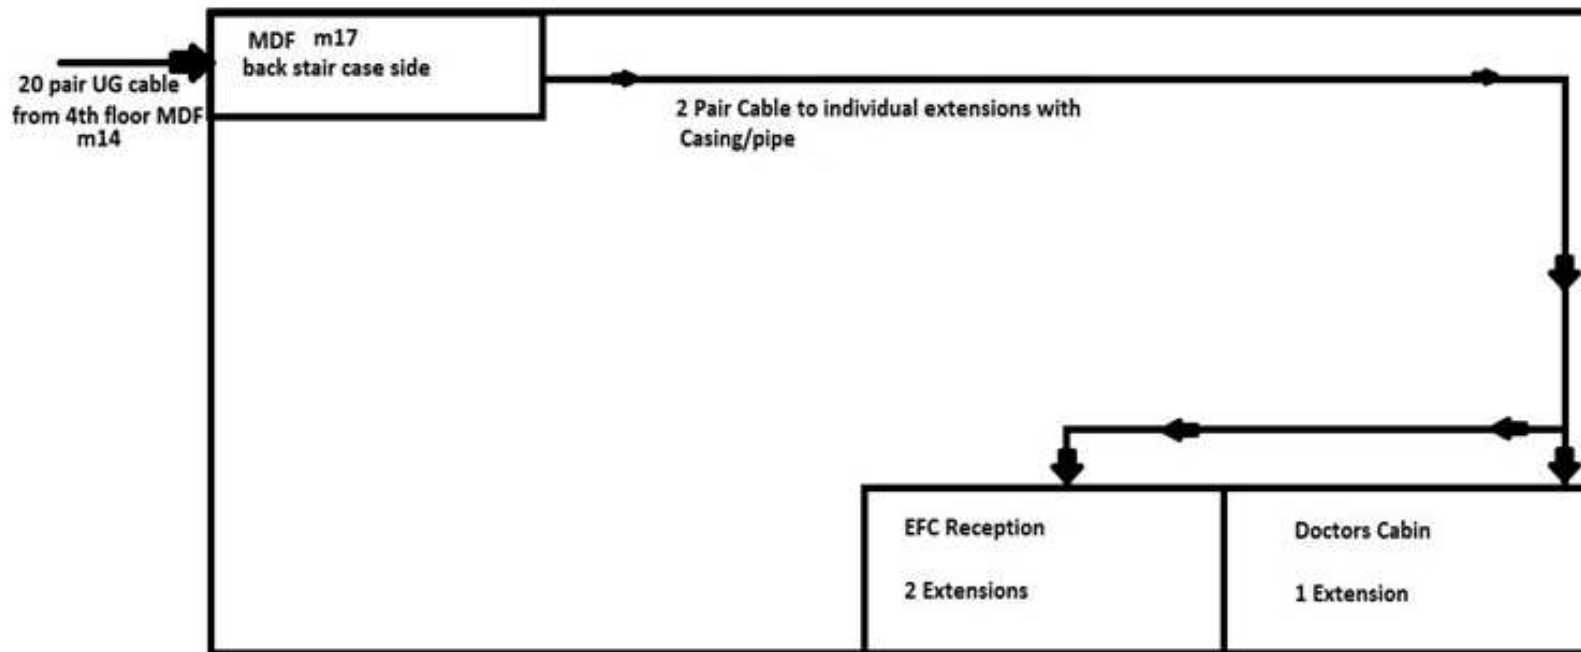 MDF m17
back stair case side
20 pair UG cable
from 4th floor MDF
m14
2 Pair Cable to individual extensions with
Casing/pipe
EFC Reception
2 Extensions
Doctors Cabin
1 Extension